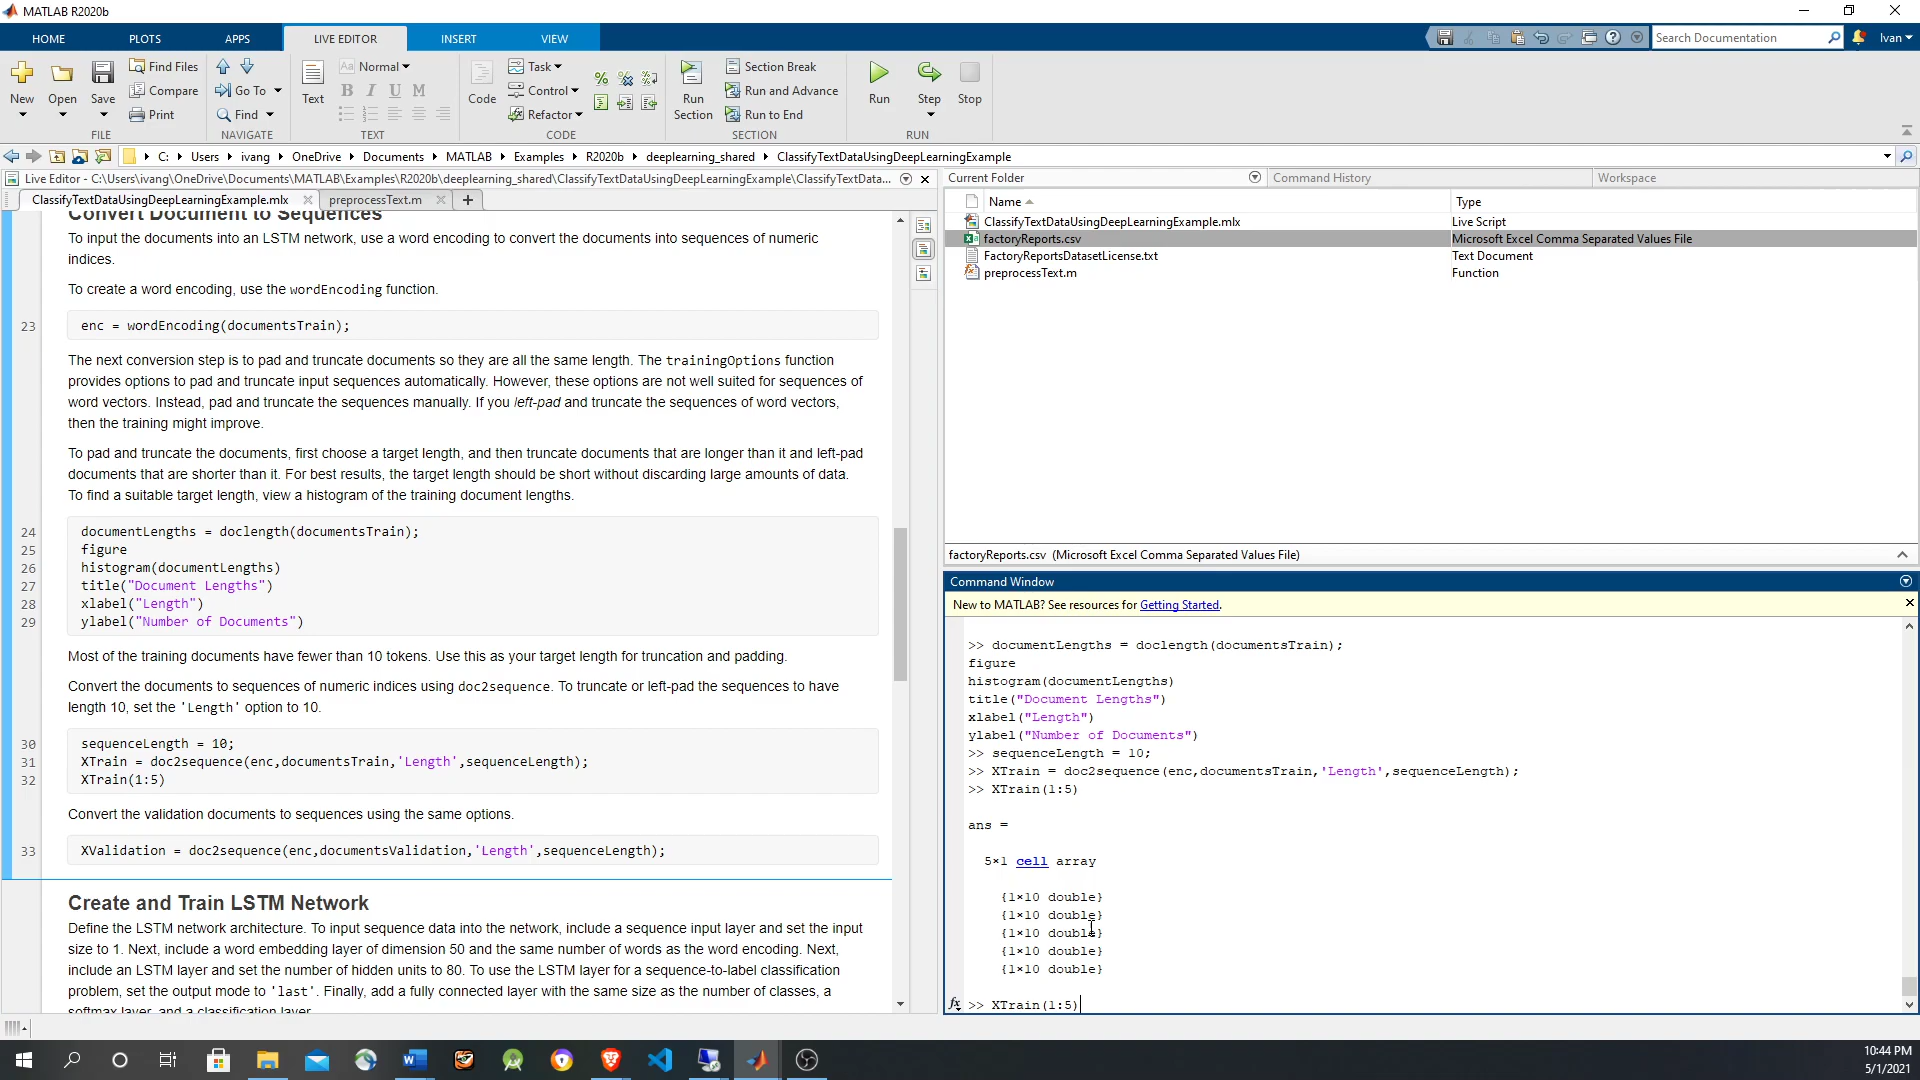 MATLAB R2020b
HOME PLOTS APPS LIVE EDITOR INSERT VIEW
Search Documentation
Ivan
New
Open
Save
Find Files
Compare
Print
FILE
Go To
Find
NAVIGATE
Text
Normal
B I U M
TEXT
Code
Task
Control
Refactor
CODE
Run Section
Section Break
Run and Advance
Run to End
SECTION
Run
Step
Stop
RUN
C: Users ivang OneDrive Documents MATLAB Examples R2020b deeplearning_shared ClassifyTextDataUsingDeepLearningExample
Live Editor - C:\Users\ivang\OneDrive\Documents\MATLAB\Examples\R2020b\deeplearning_shared\ClassifyTextDataUsingDeepLearningExample\ClassifyTextData...
ClassifyTextDataUsingDeepLearningExample.mlx preprocessText.m
Convert Document to Sequences
To input the documents into an LSTM network, use a word encoding to convert the documents into sequences of numeric
indices.
To create a word encoding, use the wordEncoding function.
23 enc = wordEncoding(documentsTrain);
The next conversion step is to pad and truncate documents so they are all the same length. The trainingOptions function
provides options to pad and truncate input sequences automatically. However, these options are not well suited for sequences of
word vectors. Instead, pad and truncate the sequences manually. If you left-pad and truncate the sequences of word vectors,
then the training might improve.
To pad and truncate the documents, first choose a target length, and then truncate documents that are longer than it and left-pad
documents that are shorter than it. For best results, the target length should be short without discarding large amounts of data.
To find a suitable target length, view a histogram of the training document lengths.
24 documentLengths = doclength(documentsTrain);
25 figure
26 histogram(documentLengths)
27 title("Document Lengths")
28 xlabel("Length")
29 ylabel("Number of Documents")
Most of the training documents have fewer than 10 tokens. Use this as your target length for truncation and padding.
Convert the documents to sequences of numeric indices using doc2sequence. To truncate or left-pad the sequences to have
length 10, set the 'Length' option to 10.
30 sequenceLength = 10;
31 XTrain = doc2sequence(enc,documentsTrain,'Length',sequenceLength);
32 XTrain(1:5)
Convert the validation documents to sequences using the same options.
33 XValidation = doc2sequence(enc,documentsValidation,'Length',sequenceLength);
Create and Train LSTM Network
Define the LSTM network architecture. To input sequence data into the network, include a sequence input layer and set the input
size to 1. Next, include a word embedding layer of dimension 50 and the same number of words as the word encoding. Next,
include an LSTM layer and set the number of hidden units to 80. To use the LSTM layer for a sequence-to-label classification
problem, set the output mode to 'last'. Finally, add a fully connected layer with the same size as the number of classes, a
softmax layer, and a classification layer.
Current Folder Command History Workspace
Name Type
ClassifyTextDataUsingDeepLearningExample.mlx Live Script
factoryReports.csv Microsoft Excel Comma Separated Values File
FactoryReportsDatasetLicense.txt Text Document
preprocessText.m Function
factoryReports.csv (Microsoft Excel Comma Separated Values File)
Command Window
New to MATLAB? See resources for Getting Started.
>> documentLengths = doclength(documentsTrain);
figure
histogram(documentLengths)
title("Document Lengths")
xlabel("Length")
ylabel("Number of Documents")
>> sequenceLength = 10;
>> XTrain = doc2sequence(enc,documentsTrain,'Length',sequenceLength);
>> XTrain(1:5)
ans =
5×1 cell array
{1×10 double}
{1×10 double}
{1×10 double}
{1×10 double}
{1×10 double}
fx >> XTrain(1:5)
10:44 PM
5/1/2021